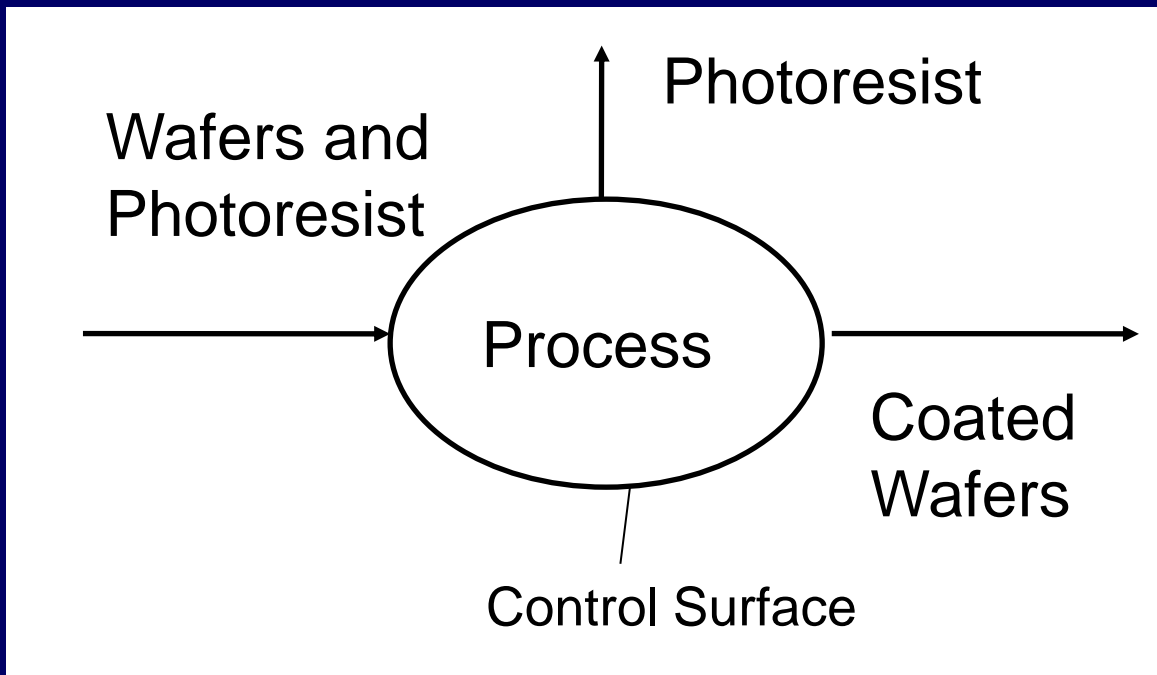 Photoresist
Wafers and
Photoresist
Process
Coated
Wafers
Control Surface